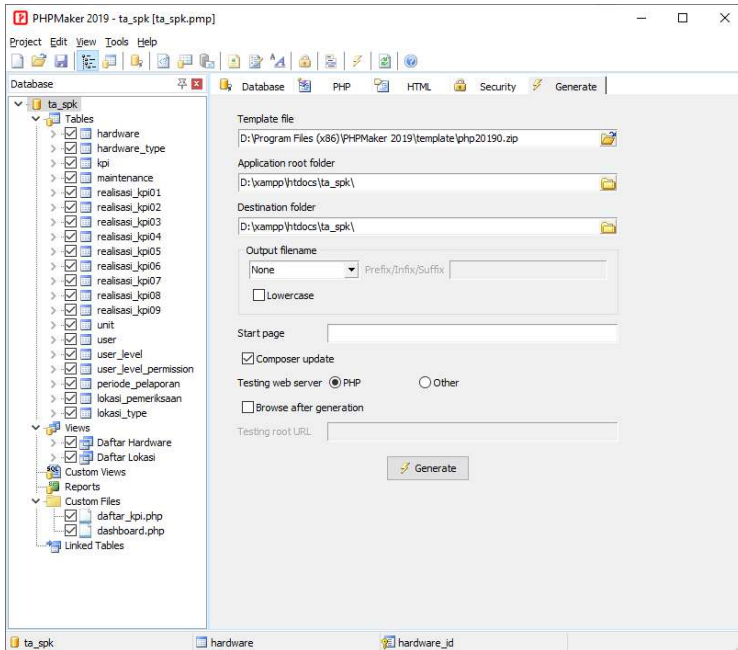 PHPMaker 2019 - ta_spk [ta_spk.pmp]
Project Edit View Tools Help
Database
Database PHP HTML Security Generate
ta_spk
Tables
hardware
hardware_type
kpi
maintenance
realisasi_kpi01
realisasi_kpi02
realisasi_kpi03
realisasi_kpi04
realisasi_kpi05
realisasi_kpi06
realisasi_kpi07
realisasi_kpi08
realisasi_kpi09
unit
user
user_level
user_level_permission
periode_pelaporan
lokasi_pemeriksaan
lokasi_type
Views
Daftar Hardware
Daftar Lokasi
Custom Views
Reports
Custom Files
daftar_kpi.php
dashboard.php
Linked Tables
Template file
D:\Program Files (x86)\PHPMaker 2019\template\php20190.zip
Application root folder
D:\xampp\htdocs\ta_spk\
Destination folder
D:\xampp\htdocs\ta_spk\
Output filename
None Prefix/Infix/Suffix
Lowercase
Start page
Composer update
Testing web server PHP Other
Browse after generation
Testing root URL
Generate
ta_spk hardware hardware_id